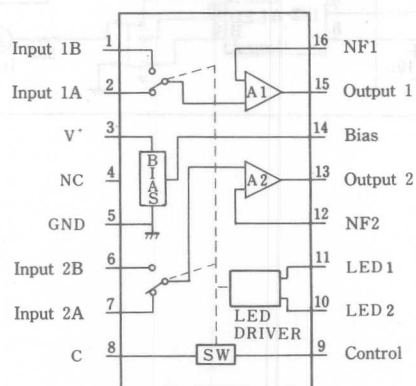 Input 1B 1 16 NF1
Input 1A 2 A1 15 Output 1
V+ 3 14 Bias
NC 4 BIAS A2 13 Output 2
GND 5 12 NF2
Input 2B 6 11 LED1
Input 2A 7 LED DRIVER 10 LED2
C 8 SW 9 Control